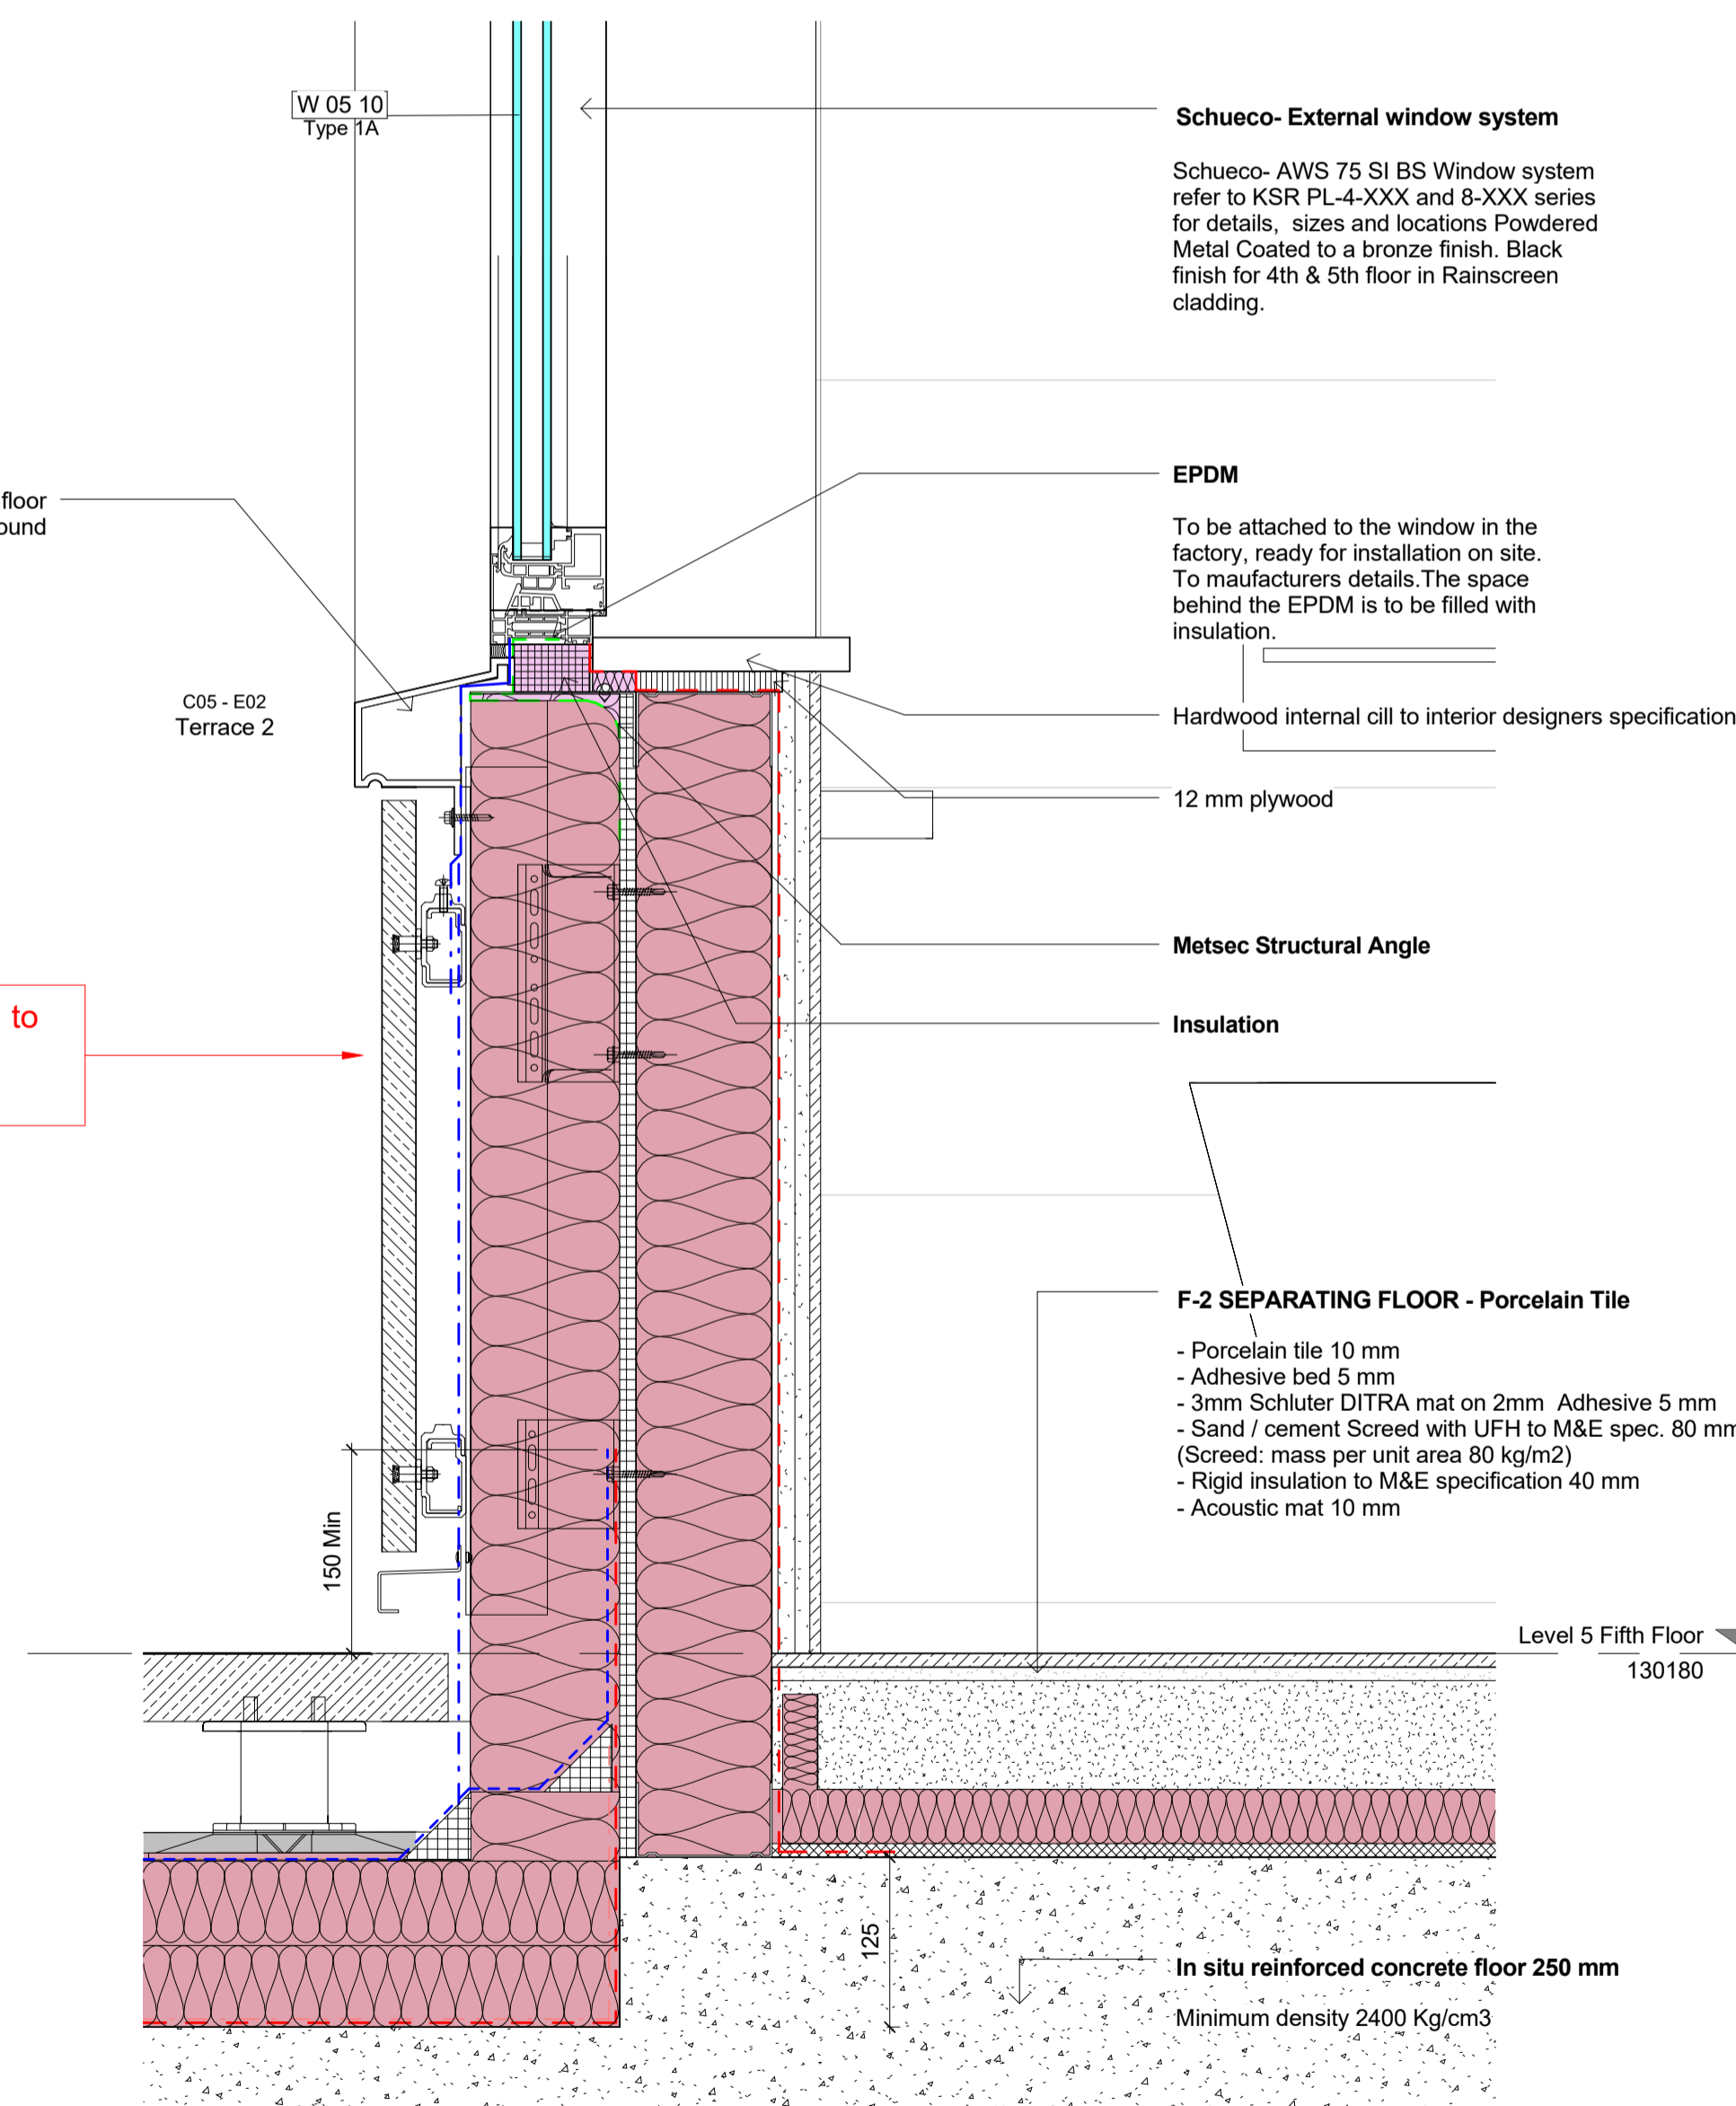 W 05 10
Type 1A
Schueco- External window system
Schueco- AWS 75 SI BS Window system
refer to KSR PL-4-XXX and 8-XXX series
for details, sizes and locations Powdered
Metal Coated to a bronze finish. Black
finish for 4th & 5th floor in Rainscreen
cladding.
floor
ound
EPDM
To be attached to the window in the
factory, ready for installation on site.
To maufacturers details.The space
behind the EPDM is to be filled with
insulation.
C05 - E02
Terrace 2
Hardwood internal cill to interior designers specification
12 mm plywood
Metsec Structural Angle
to
Insulation
F-2 SEPARATING FLOOR - Porcelain Tile
- Porcelain tile 10 mm
- Adhesive bed 5 mm
- 3mm Schluter DITRA mat on 2mm Adhesive 5 mm
- Sand / cement Screed with UFH to M&E spec. 80 mm
(Screed: mass per unit area 80 kg/m2)
- Rigid insulation to M&E specification 40 mm
- Acoustic mat 10 mm
150 Min
Level 5 Fifth Floor
130180
125
In situ reinforced concrete floor 250 mm
Minimum density 2400 Kg/cm3